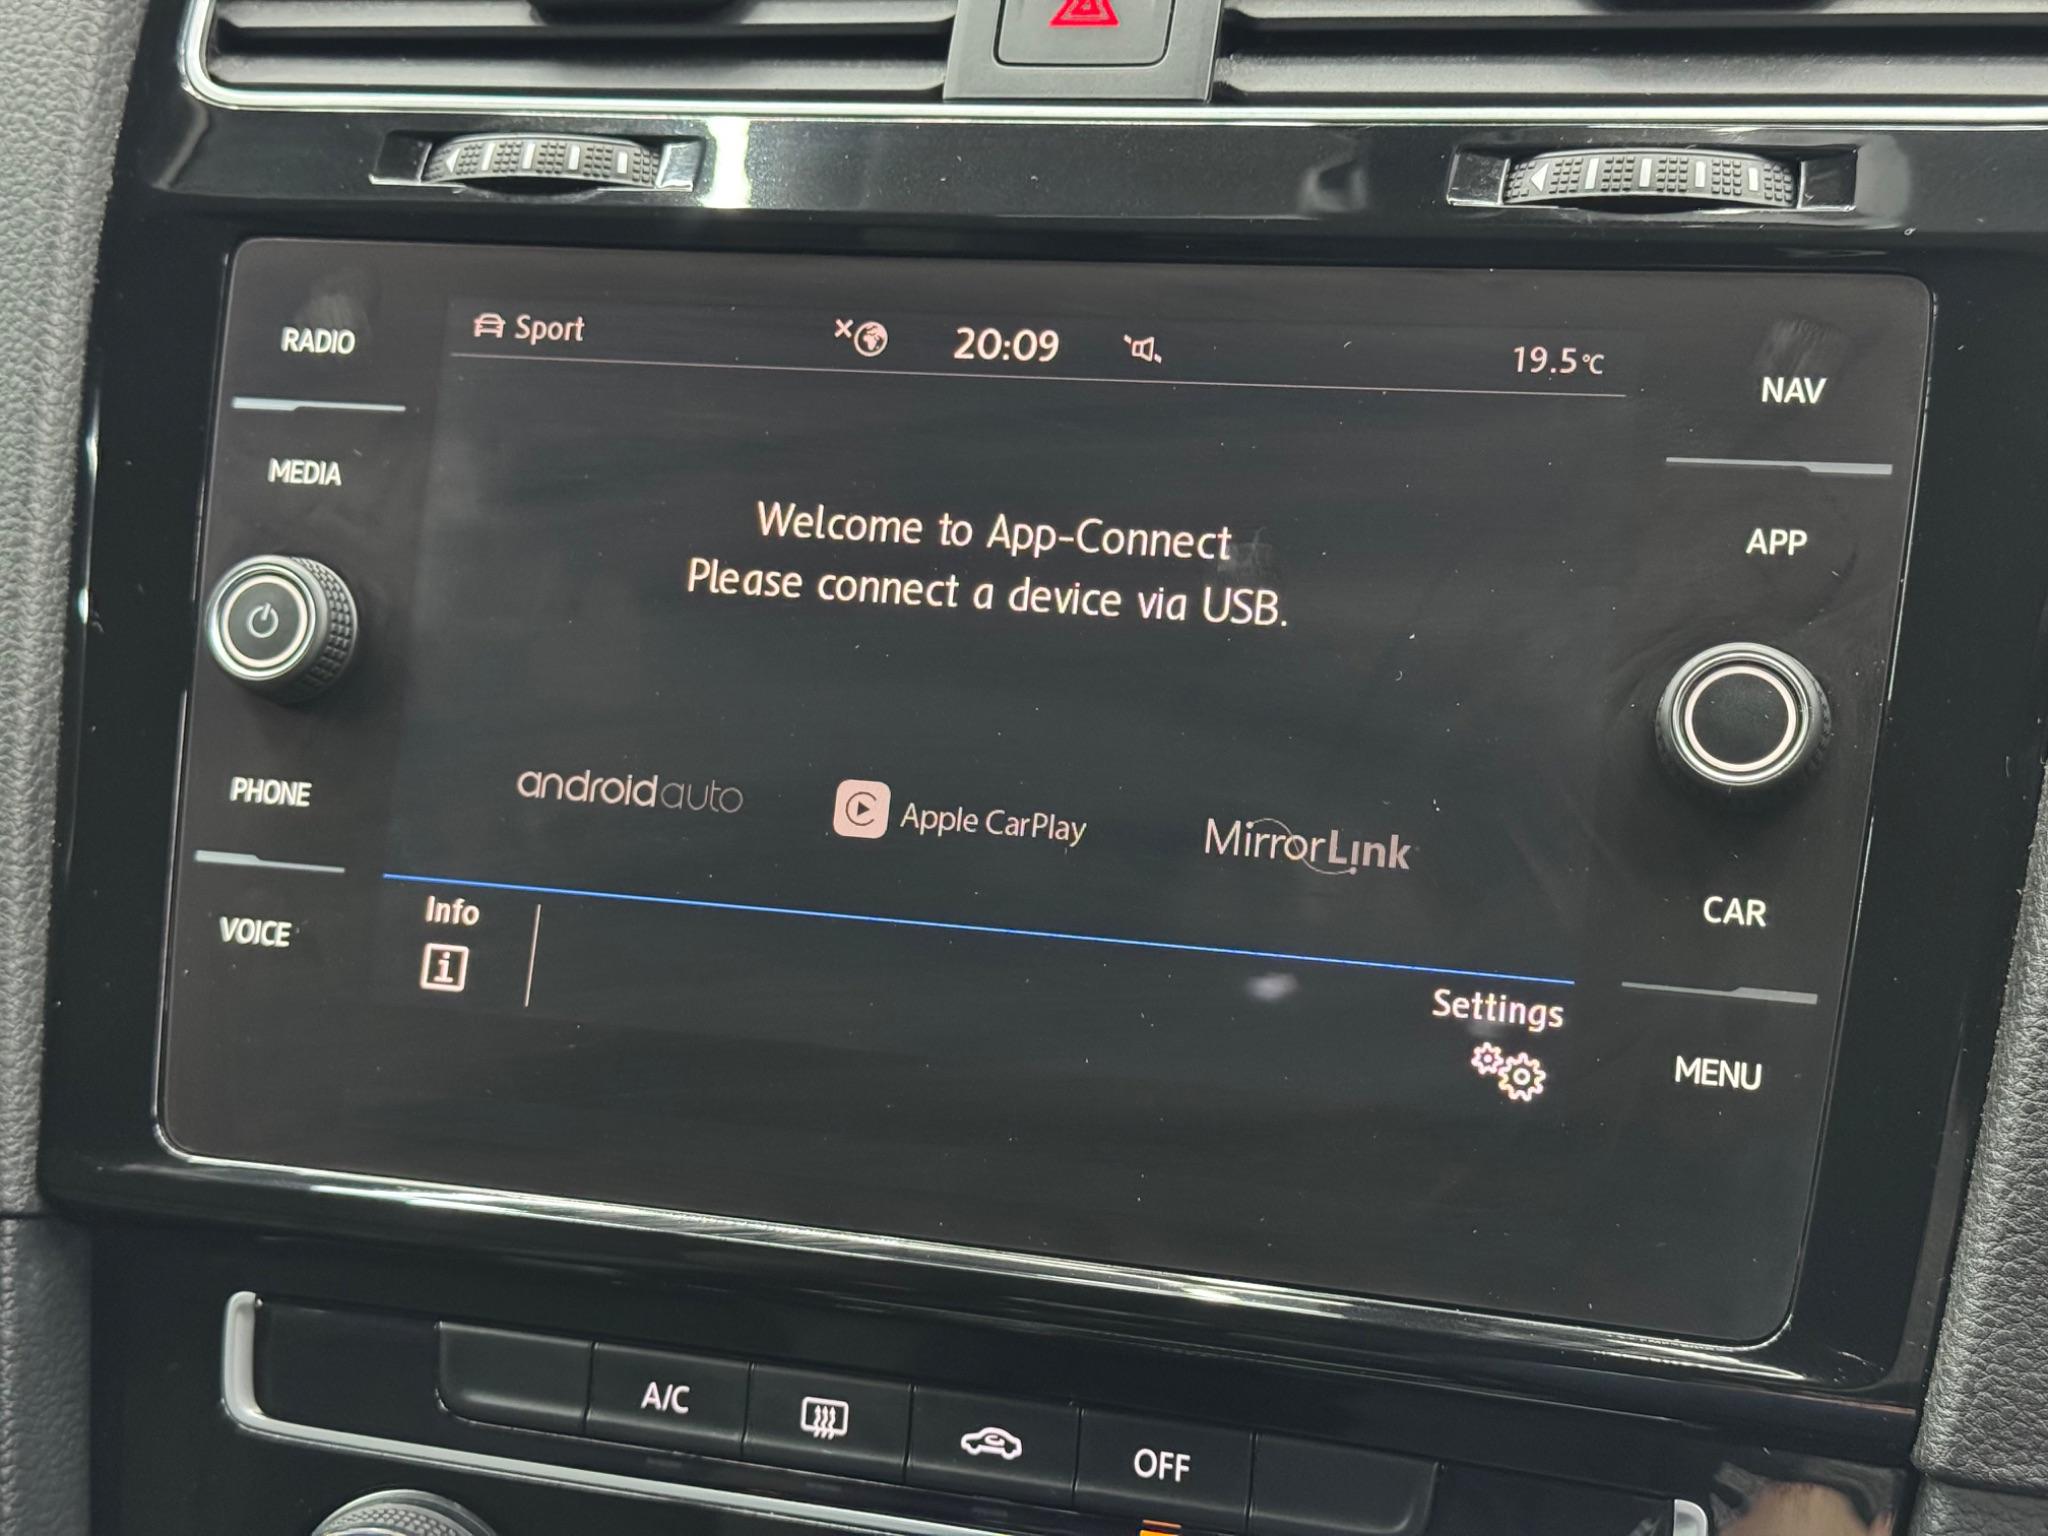 RADIO
MEDIA
PHONE
VOICE
Sport
20:09
19.5°C
Welcome to App-Connect
Please connect a device via USB.
androidauto
Apple CarPlay
MirrorLink
Info
i
Settings
NAV
APP
CAR
MENU
A/C
OFF